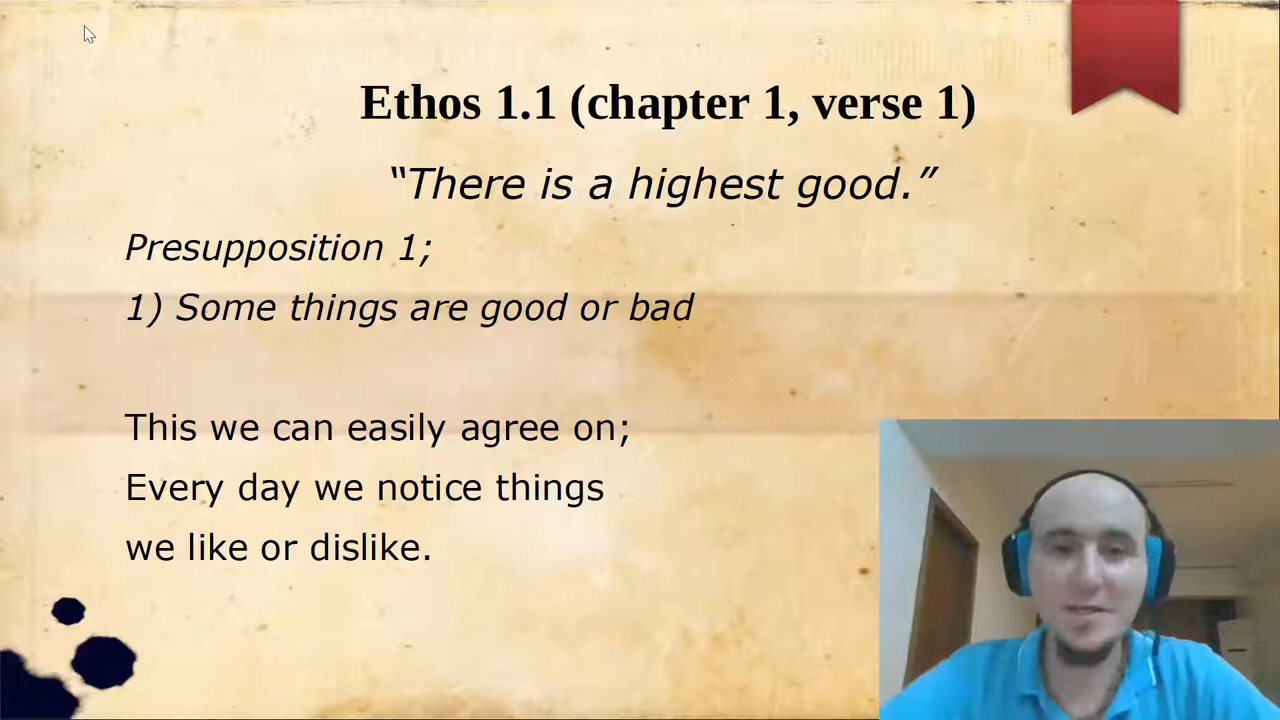 Ethos 1.1 (chapter 1, verse 1)
“There is a highest good.”
Presupposition 1;
1) Some things are good or bad
This we can easily agree on;
Every day we notice things
we like or dislike.